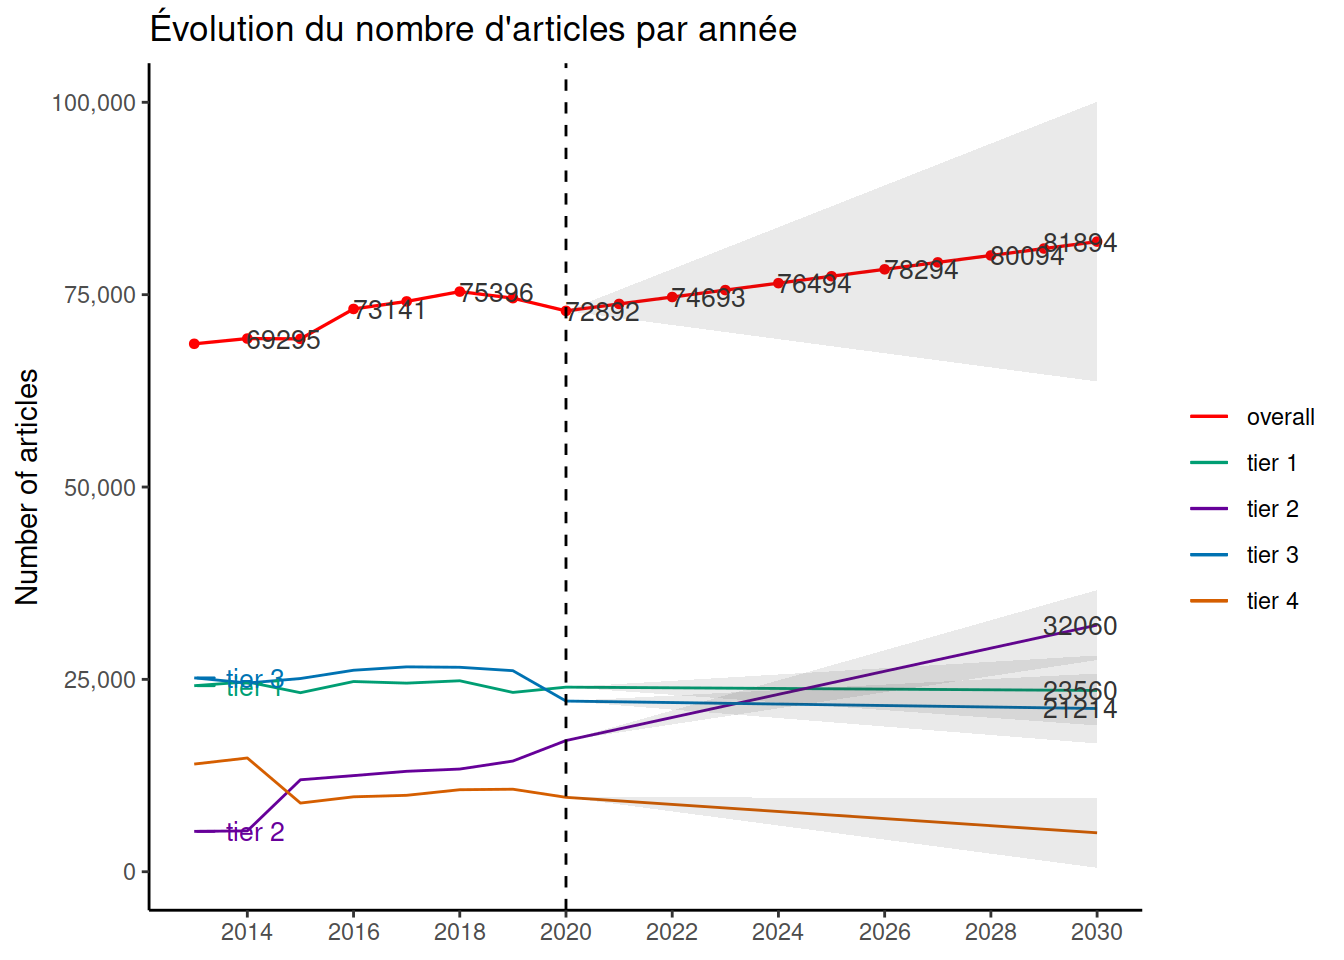 Évolution du nombre d'articles par année
Number of articles
100,000
75,000
50,000
25,000
0
69295
73141
75396
72892
74693
76494
78294
80094
81894
tier 3
tier 1
tier 2
32060
23560
21214
2014 2016 2018 2020 2022 2024 2026 2028 2030
overall
tier 1
tier 2
tier 3
tier 4